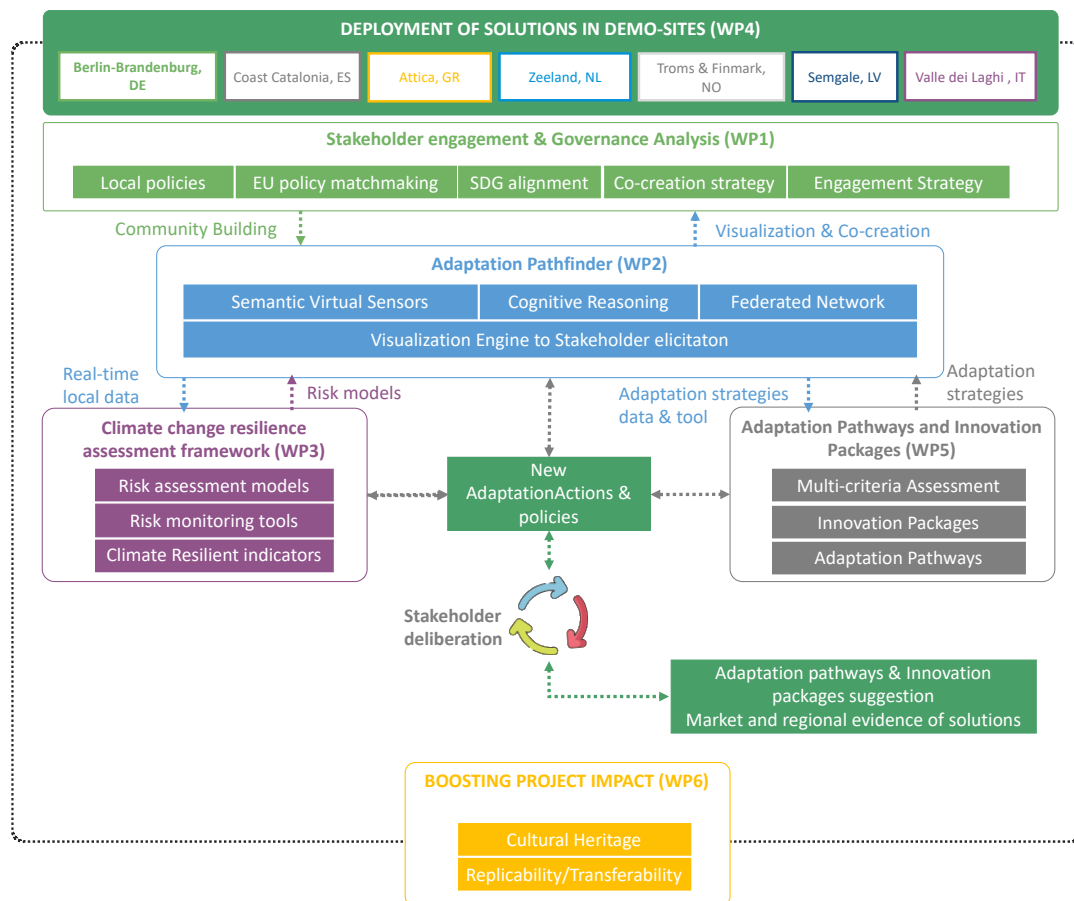 DEPLOYMENT OF SOLUTIONS IN DEMO-SITES (WP4)
Berlin-Brandenburg,
DE
Coast Catalonia, ES
Attica, GR
Zeeland, NL
Troms & Finmark,
NO
Semgale, LV
Valle dei Laghi , IT
Stakeholder engagement & Governance Analysis (WP1)
Local policies
EU policy matchmaking
SDG alignment
Co-creation strategy
Engagement Strategy
Community Building
Visualization & Co-creation
Adaptation Pathfinder (WP2)
Semantic Virtual Sensors
Cognitive Reasoning
Federated Network
Visualization Engine to Stakeholder elicitaton
Real-time
local data
Risk models
Adaptation strategies
data & tool
Adaptation
strategies
Climate change resilience
assessment framework (WP3)
Risk assessment models
Risk monitoring tools
Climate Resilient indicators
New
AdaptationActions &
policies
Adaptation Pathways and Innovation
Packages (WP5)
Multi-criteria Assessment
Innovation Packages
Adaptation Pathways
Stakeholder
deliberation
Adaptation pathways & Innovation
packages suggestion
Market and regional evidence of solutions
BOOSTING PROJECT IMPACT (WP6)
Cultural Heritage
Replicability/Transferability